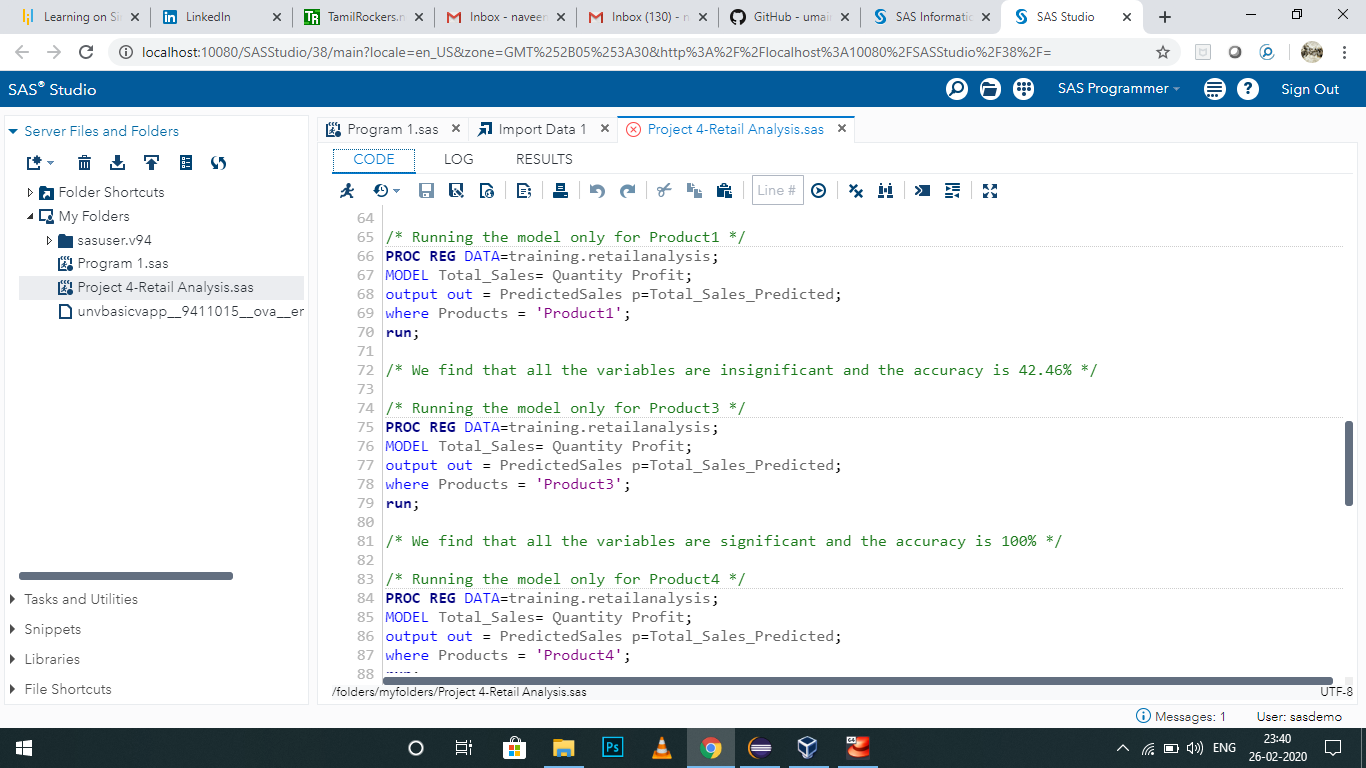 Learning on Si
LinkedIn
TamilRockers.n
Inbox - naveen
Inbox (130) - n
GitHub - umai
SAS Informatic
SAS Studio
localhost:10080/SASStudio/38/main?locale=en_US&zone=GMT%252B05%253A30&http%3A%2F%2Flocalhost%3A10080%2FSASStudio%2F38%2F=
SAS® Studio
SAS Programmer
Sign Out
Server Files and Folders
Folder Shortcuts
My Folders
sasuser.v94
Program 1.sas
Project 4-Retail Analysis.sas
unvbasicvapp__9411015__ova__er
Tasks and Utilities
Snippets
Libraries
File Shortcuts
Program 1.sas
Import Data 1
Project 4-Retail Analysis.sas
CODE
LOG
RESULTS
Line #
64
65 /* Running the model only for Product1 */
66 PROC REG DATA=training.retailanalysis;
67 MODEL Total_Sales= Quantity Profit;
68 output out = PredictedSales p=Total_Sales_Predicted;
69 where Products = 'Product1';
70 run;
71
72 /* We find that all the variables are insignificant and the accuracy is 42.46% */
73
74 /* Running the model only for Product3 */
75 PROC REG DATA=training.retailanalysis;
76 MODEL Total_Sales= Quantity Profit;
77 output out = PredictedSales p=Total_Sales_Predicted;
78 where Products = 'Product3';
79 run;
80
81 /* We find that all the variables are significant and the accuracy is 100% */
82
83 /* Running the model only for Product4 */
84 PROC REG DATA=training.retailanalysis;
85 MODEL Total_Sales= Quantity Profit;
86 output out = PredictedSales p=Total_Sales_Predicted;
87 where Products = 'Product4';
88
/folders/myfolders/Project 4-Retail Analysis.sas
UTF-8
Messages: 1
User: sasdemo
Ps
64
ENG
23:40
26-02-2020